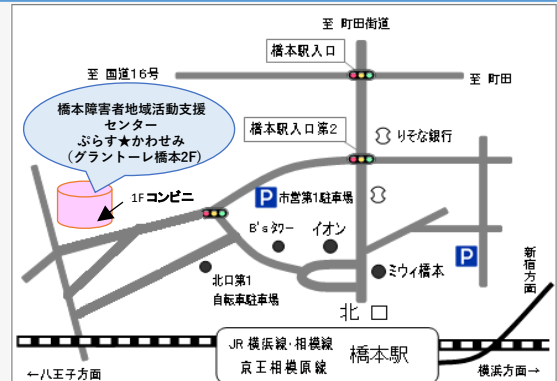 至 町田街道
橋本駅入口
至 国道16号
至 町田
橋本障害者地域活動支援
センター
ぷらす★かわせみ
(グラントーレ橋本2F)
橋本駅入口第2
りそな銀行
1Fコンビニ
P 市営第1駐車場
B'sタワー
イオン
P
新宿方面
北口第1
自転車駐車場
ミウィ橋本
北 口
JR 横浜線・相模線
京王相模原線
橋本駅
←八王子方面
横浜方面→